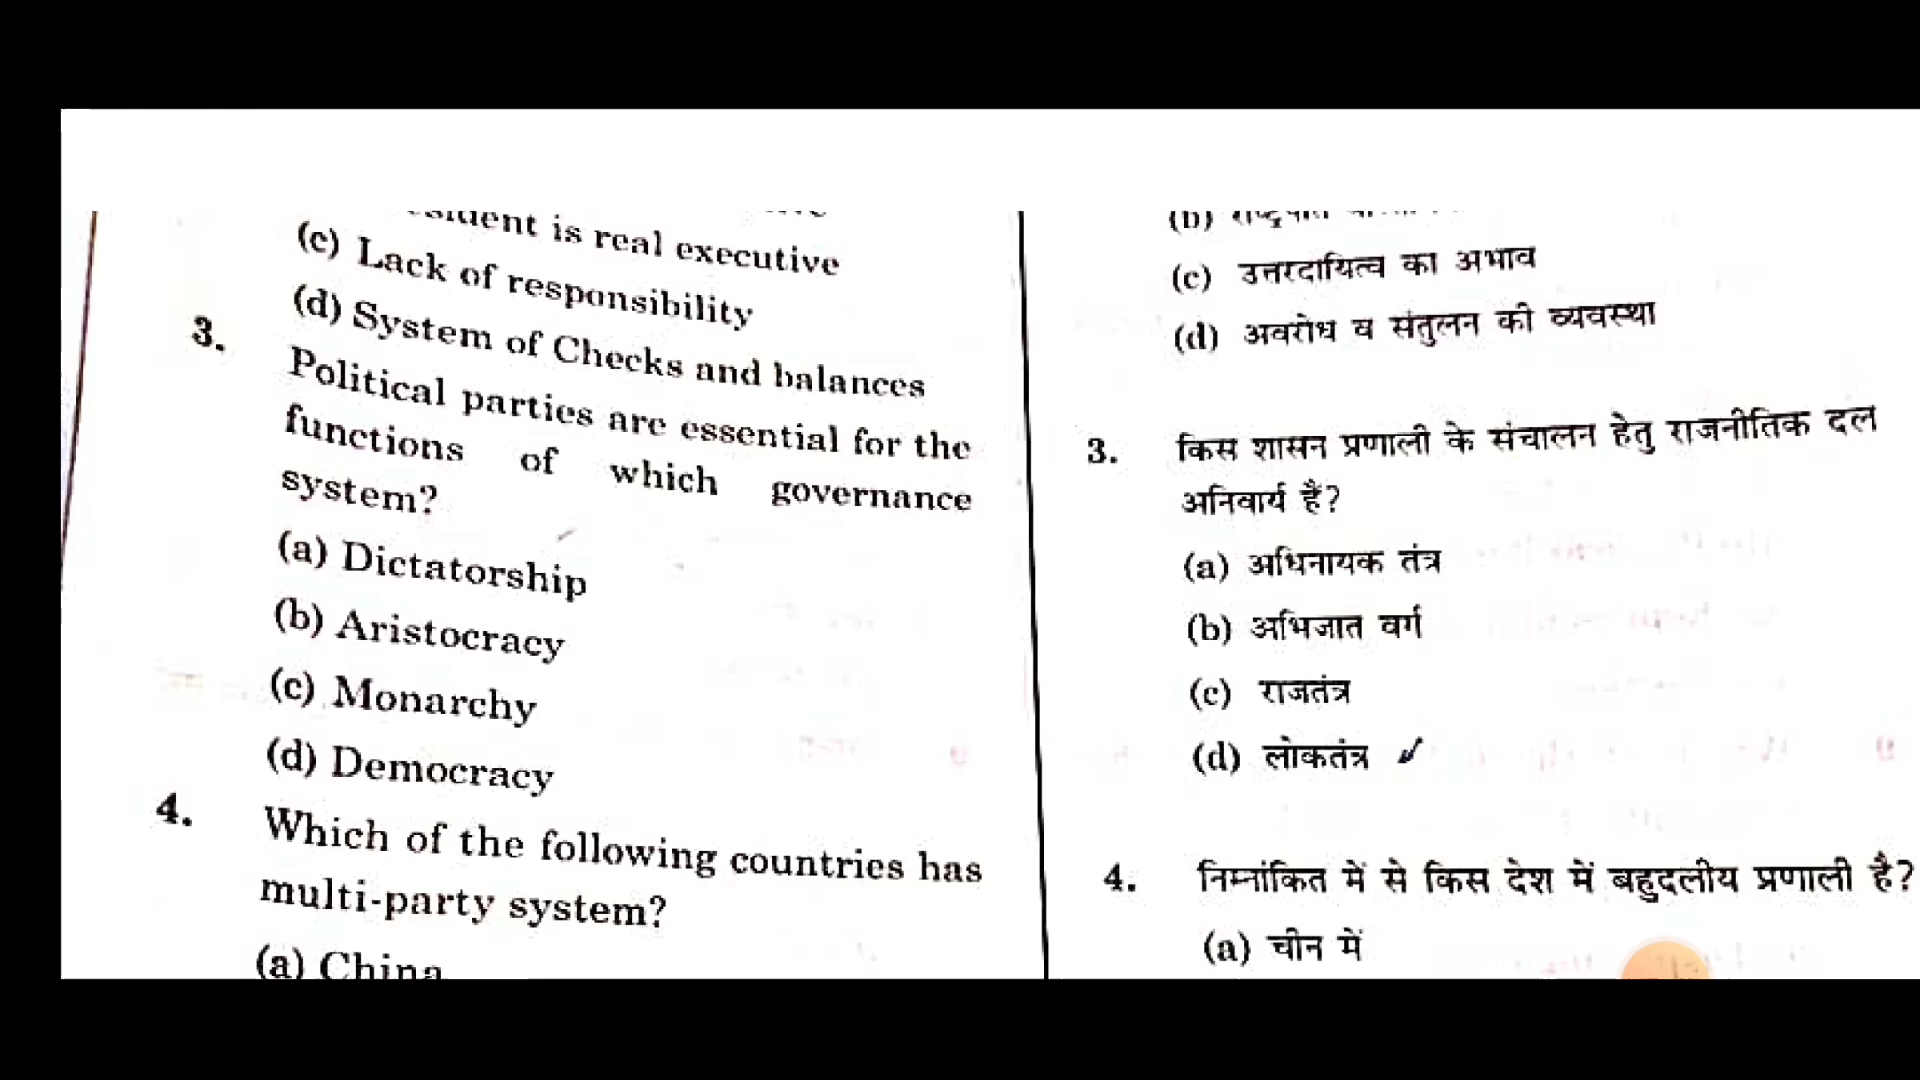 is real executive
(c) Lack of responsibility
(d) System of Checks and balances
3. Political parties are essential for the
functions of which governance
system?
(a) Dictatorship
(b) Aristocracy
(c) Monarchy
(d) Democracy
4. Which of the following countries has
multi-party system?
(a) China
(b)
(c) उत्तरदायित्व का अभाव
(d) अवरोध व संतुलन की व्यवस्था
3. किस शासन प्रणाली के संचालन हेतु राजनीतिक दल
अनिवार्य हैं?
(a) अधिनायक तंत्र
(b) अभिजात वर्ग
(c) राजतंत्र
(d) लोकतंत्र
4. निम्नांकित में से किस देश में बहुदलीय प्रणाली है?
(a) चीन में